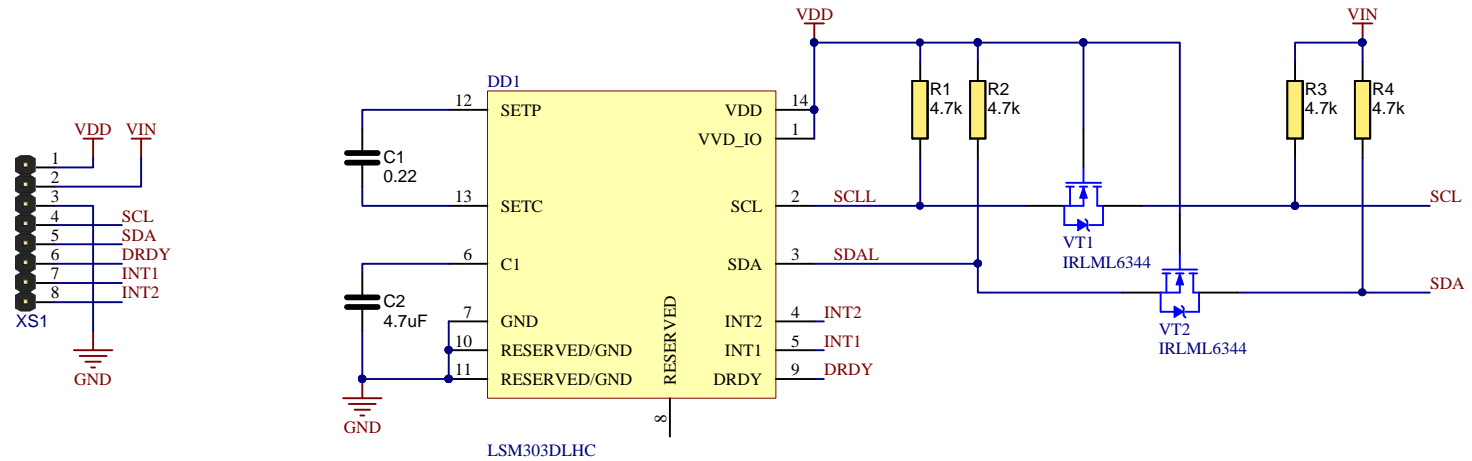 VDD
VIN
1
2
3
4
5
6
7
8
SCL
SDA
DRDY
INT1
INT2
XS1
GND
DD1
12
SETP
C1
0.22
13
SETC
6
C1
C2
4.7uF
7
GND
10
RESERVED/GND
11
RESERVED/GND
GND
RESERVED
8
LSM303DLHC
VDD
14
VVD_IO
1
SCL
2
SCLL
SDA
3
SDAL
INT2
4
INT2
INT1
5
INT1
DRDY
9
DRDY
VDD
R1
4.7k
R2
4.7k
VT1
IRLML6344
VT2
IRLML6344
VIN
R3
4.7k
R4
4.7k
SCL
SDA